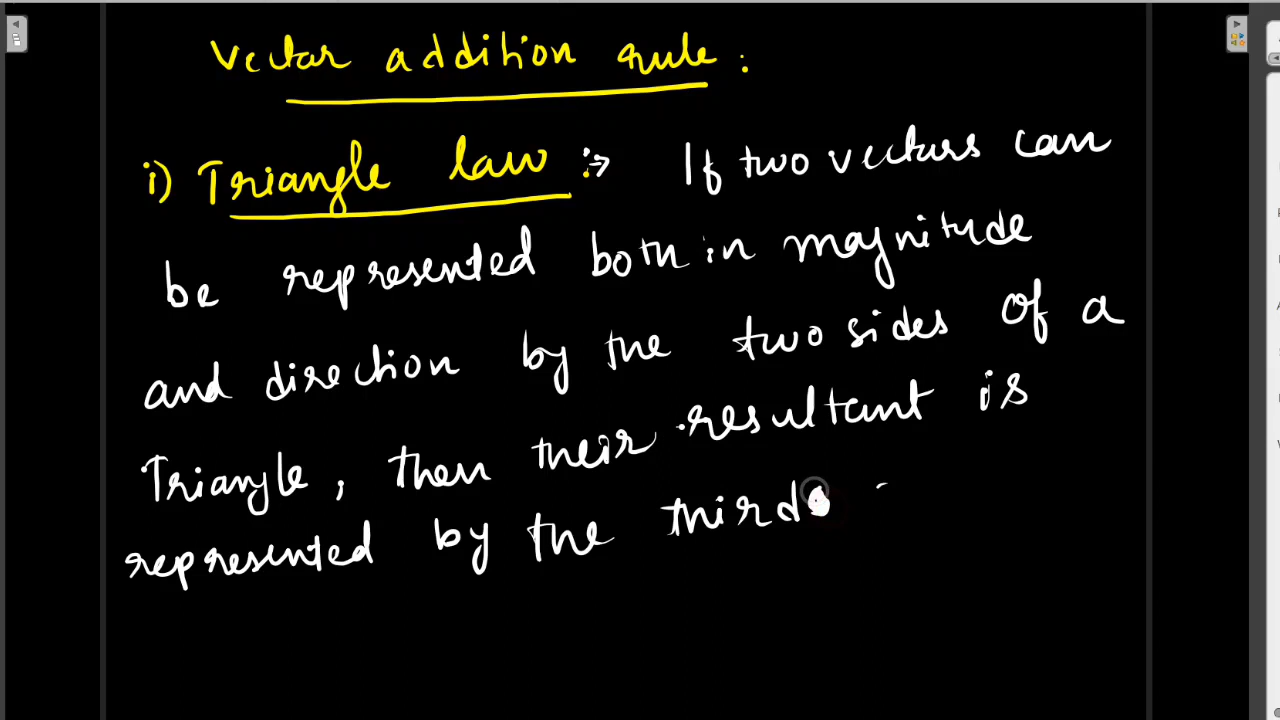 Vector addition rule :
i) Triangle law :→ If two vectors can
be represented both in magnitude
and direction by the two sides of a
Triangle, then their resultant is
represented by the third